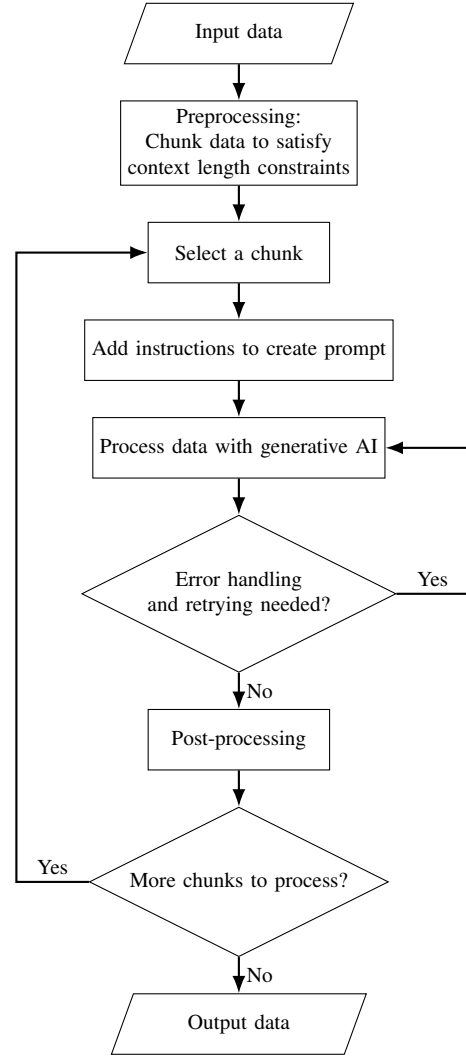 Input data
Preprocessing:
Chunk data to satisfy
context length constraints
Select a chunk
Add instructions to create prompt
Process data with generative AI
Error handling
and retrying needed?
Yes
No
Post-processing
Yes
More chunks to process?
No
Output data